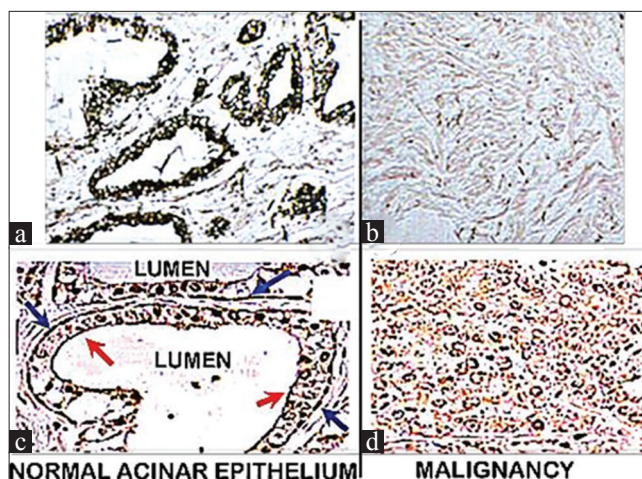 a
b
LUMEN
LUMEN
c
d
NORMAL ACINAR EPITHELIUM
MALIGNANCY